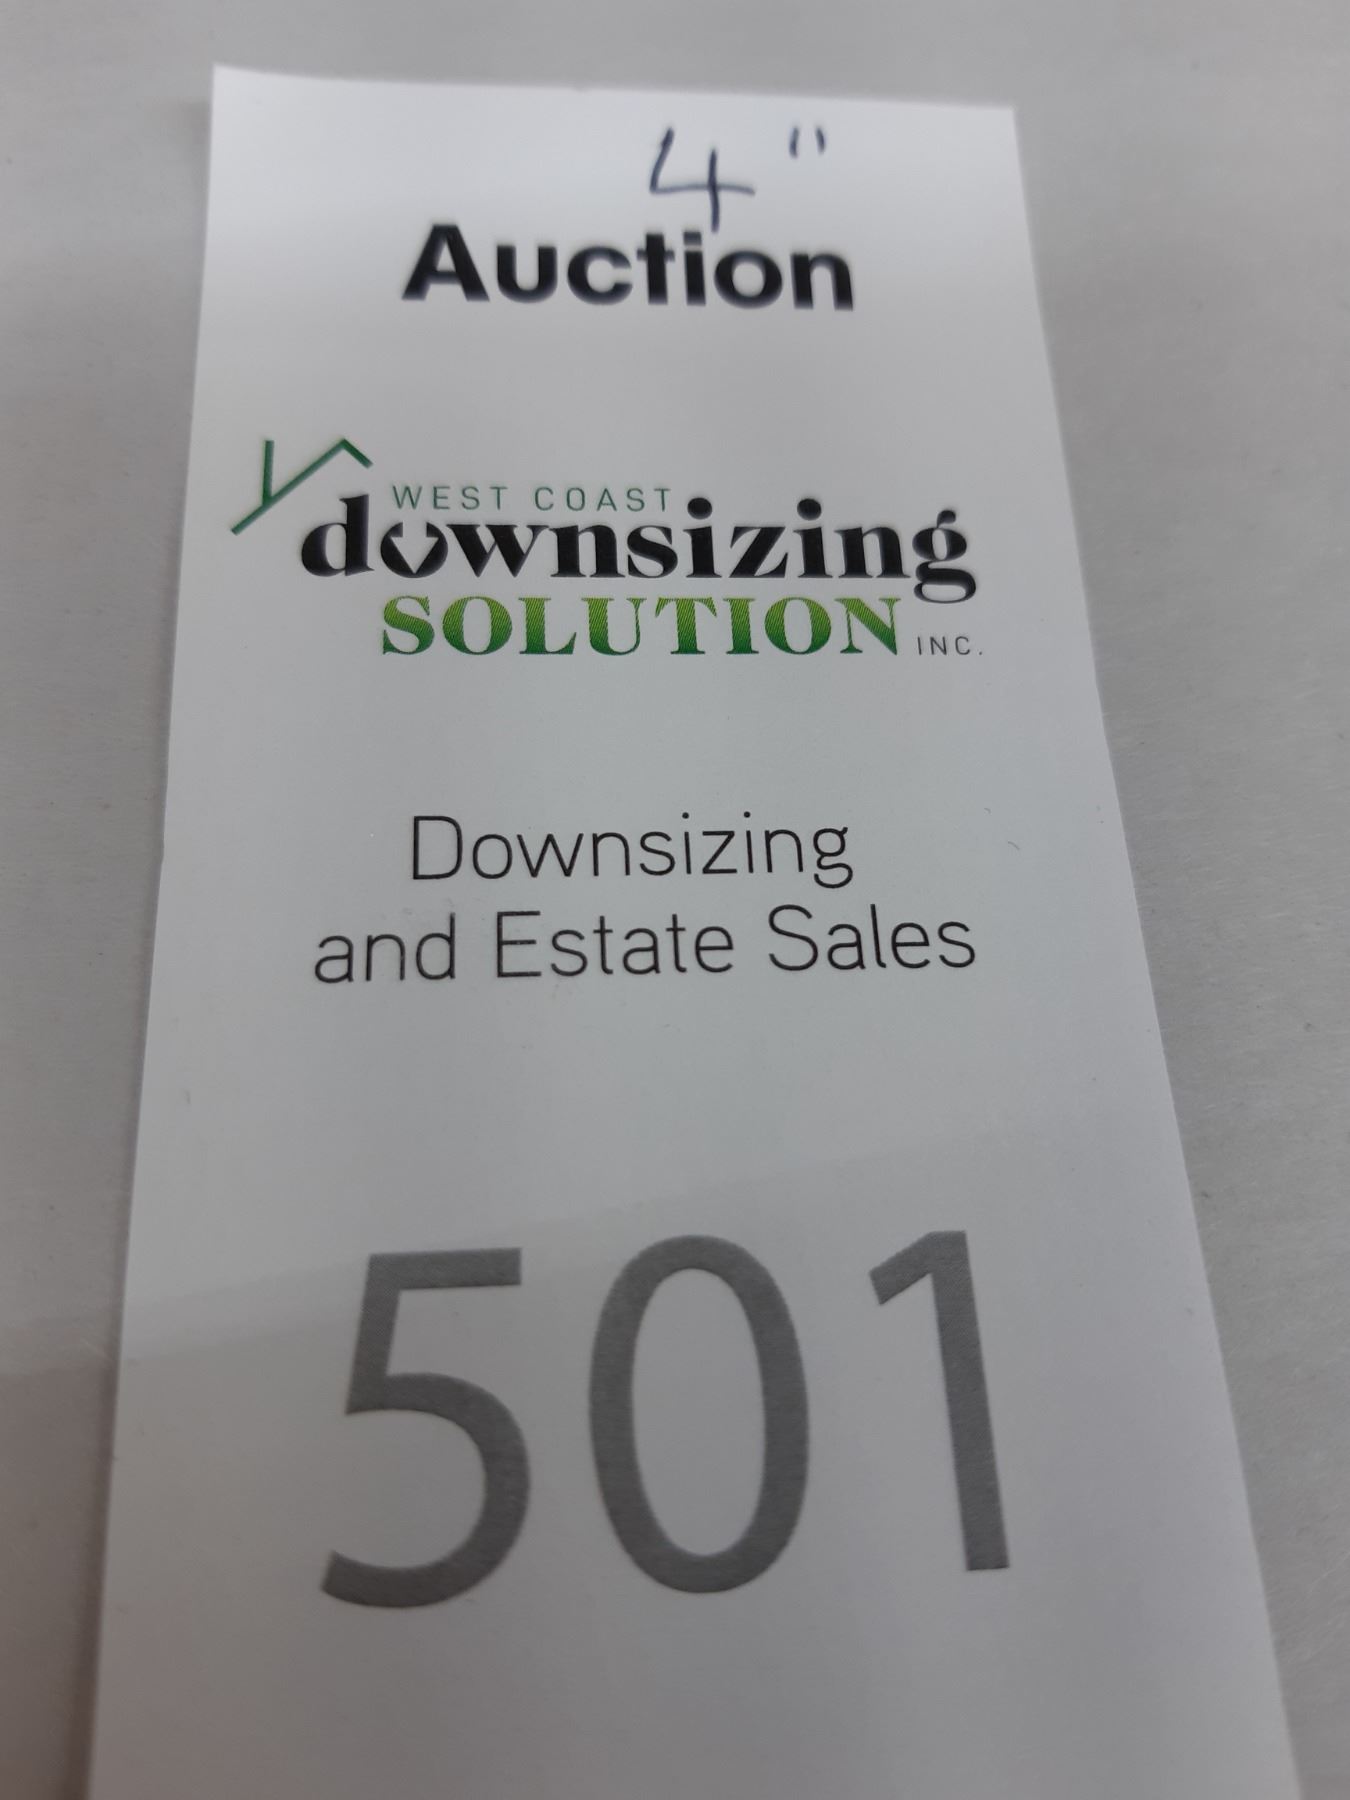 4"
Auction
WEST COAST
downsizing
SOLUTION INC.
Downsizing
and Estate Sales
501